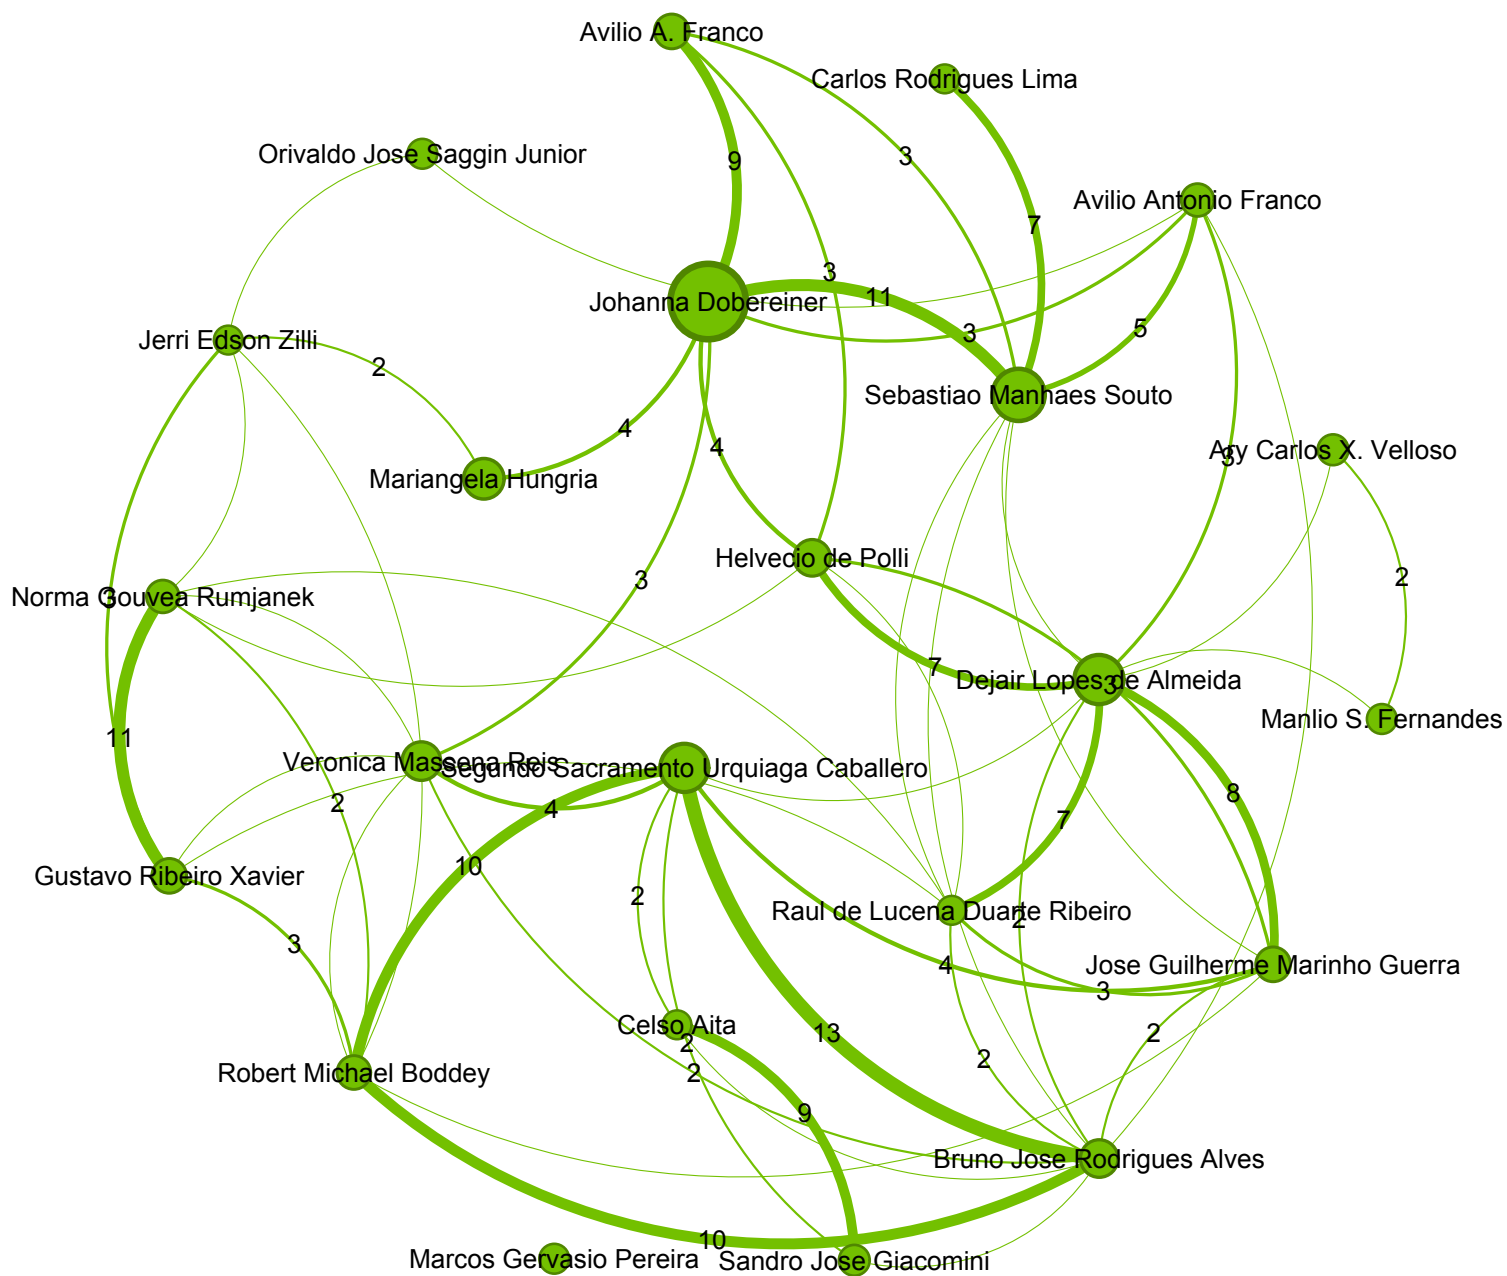 Avilio A. Franco
Carlos Rodrigues Lima
Orivaldo Jose Saggin Junior
3
9
Avilio Antonio Franco
7
3
Johanna Dobereiner
11
5
3
Jerri Edson Zilli
2
Sebastiao Manhaes Souto
4
4
Ary Carlos X. Velloso
3
Mariangela Hungria
Helvecio de Polli
3
2
Norma Gouvea Rumjanek
3
7
Dejair Lopes de Almeida
3
Manlio S. Fernandes
11
Veronica Massena Reis
Segundo Sacramento Urquiaga Caballero
2
4
8
7
10
Gustavo Ribeiro Xavier
2
Raul de Lucena Duarte Ribeiro
2
3
4
Jose Guilherme Marinho Guerra
3
Celso Aita
13
2
2
2
2
Robert Michael Boddey
9
Bruno Jose Rodrigues Alves
10
Marcos Gervasio Pereira
Sandro Jose Giacomini